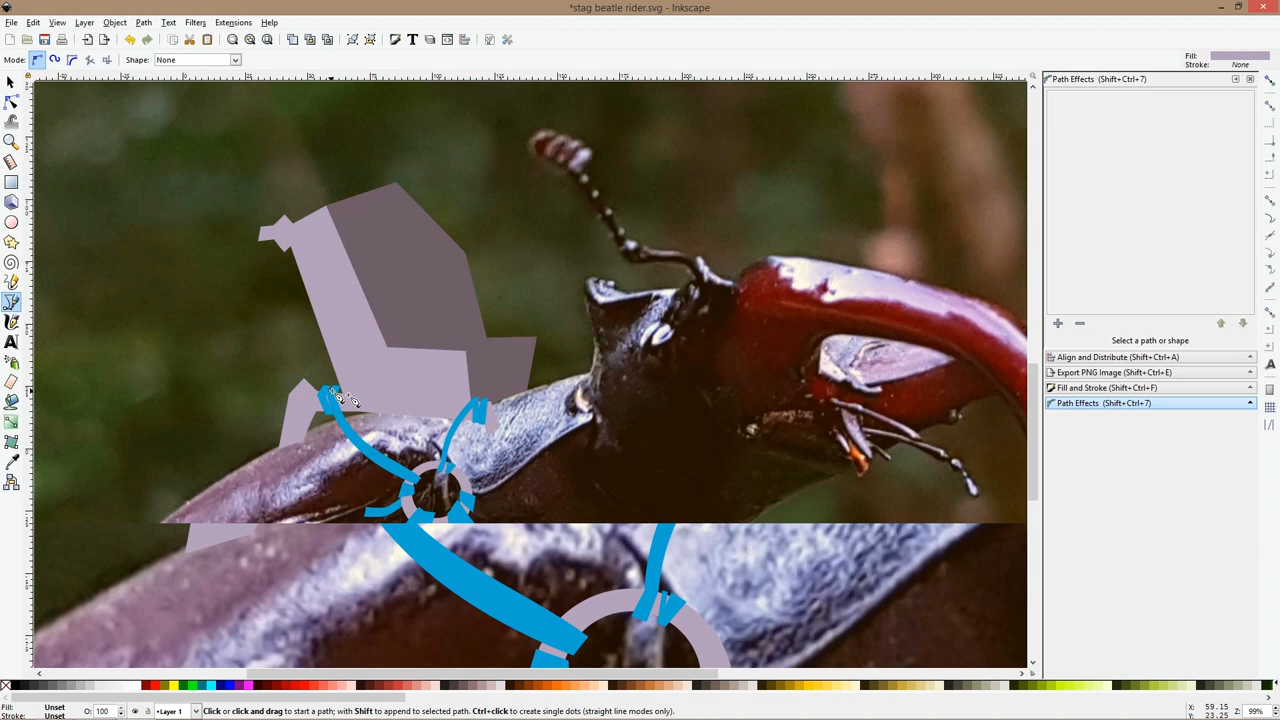 *stag beatle rider.svg - Inkscape
File Edit View Layer Object Path Text Filters Extensions Help
Mode: Shape: None
Fill:
Stroke: None
Path Effects (Shift+Ctrl+7)
Select a path or shape
Align and Distribute (Shift+Ctrl+A)
Export PNG Image (Shift+Ctrl+E)
Fill and Stroke (Shift+Ctrl+F)
Path Effects (Shift+Ctrl+7)
Fill: Unset
Stroke: Unset
O: 100
•Layer 1
Click or click and drag to start a path; with Shift to append to selected path. Ctrl+click to create single dots (straight line modes only).
X: 59.15
Y: 23.25
Z: 99%